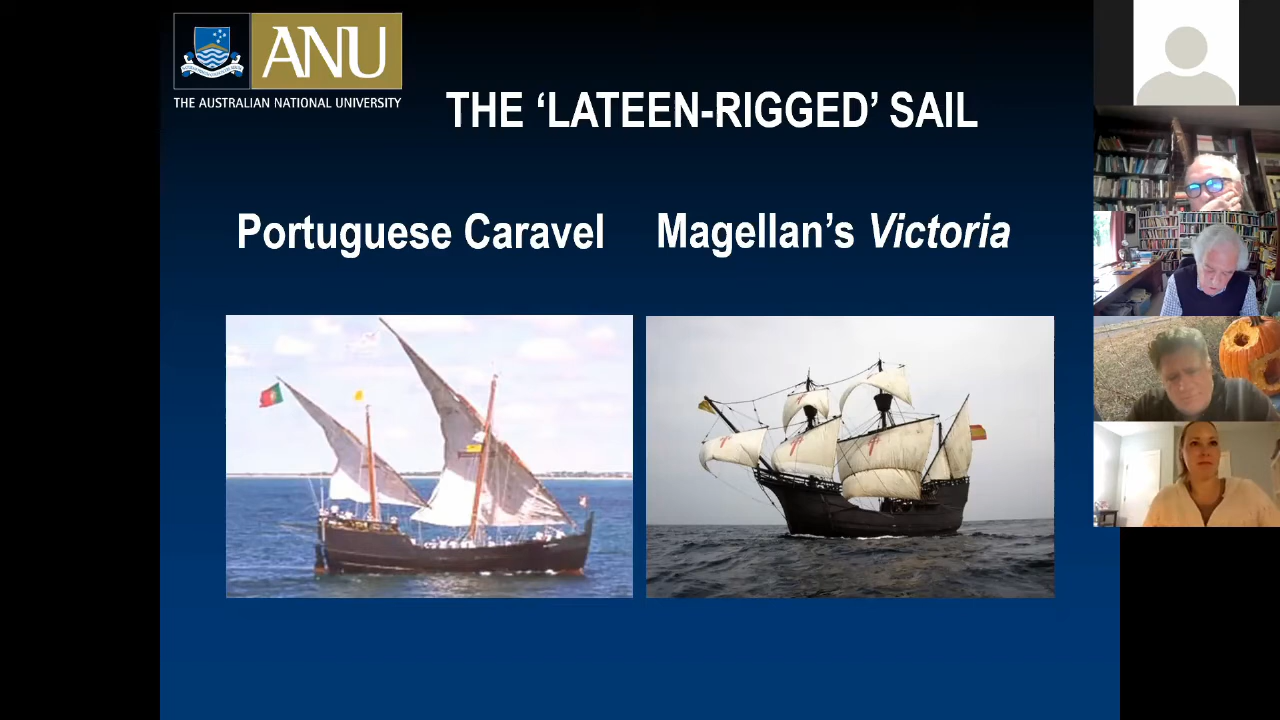 ANU
THE AUSTRALIAN NATIONAL UNIVERSITY
THE ‘LATEEN-RIGGED’ SAIL
Portuguese Caravel
Magellan’s Victoria